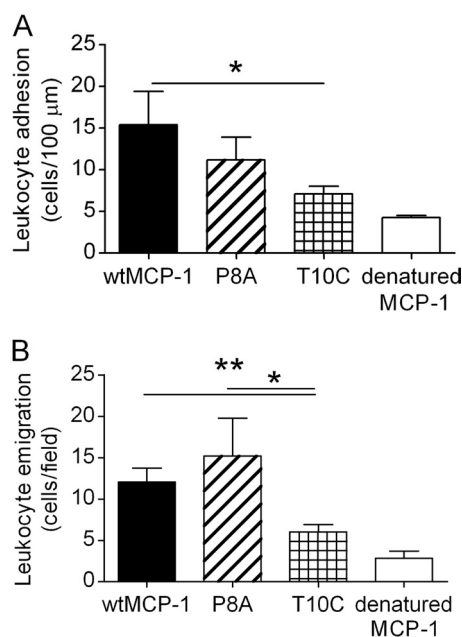 A
Leukocyte adhesion
(cells/100 μm)
25
20
15
10
5
0
*
wtMCP-1 P8A T10C denatured
MCP-1
B
Leukocyte emigration
(cells/field)
25
20
15
10
5
0
**
*
wtMCP-1 P8A T10C denatured
MCP-1